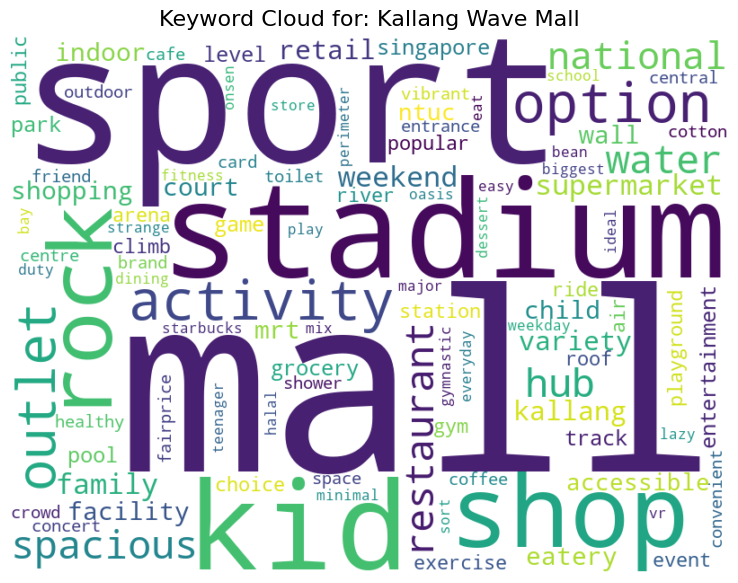 Keyword Cloud for: Kallang Wave Mall
public
indoor
cafe
level
retail
singapore
national
sport
outdoor
onsen
store
perimeter
vibrant
ntuc
eat
option
school
central
park
entrance
popular
wall
cotton
friend.
fitness
card
toilet
weekend
bean
biggest
water
shopping
court
river
oasis
easy
supermarket
bay
arena
strange
game
play
stadium
dessert
ideal
rock
climb
centre
duty
brand
dining
activity
major
station
ride
child
air
playground
entertainment
outlet
starbucks
mrt
mix
weekday
variety
roof
mall
grocery
shower
restaurant
gymnastic
everyday
hub
fairprice
teenager
halal
kallang
healthy
gym
track
lazy
pool
family
choice
space
minimal
coffee
accessible
convenient
crowd
concert
facility
kid
sort
shop
vr
spacious
exercise
eatery
event